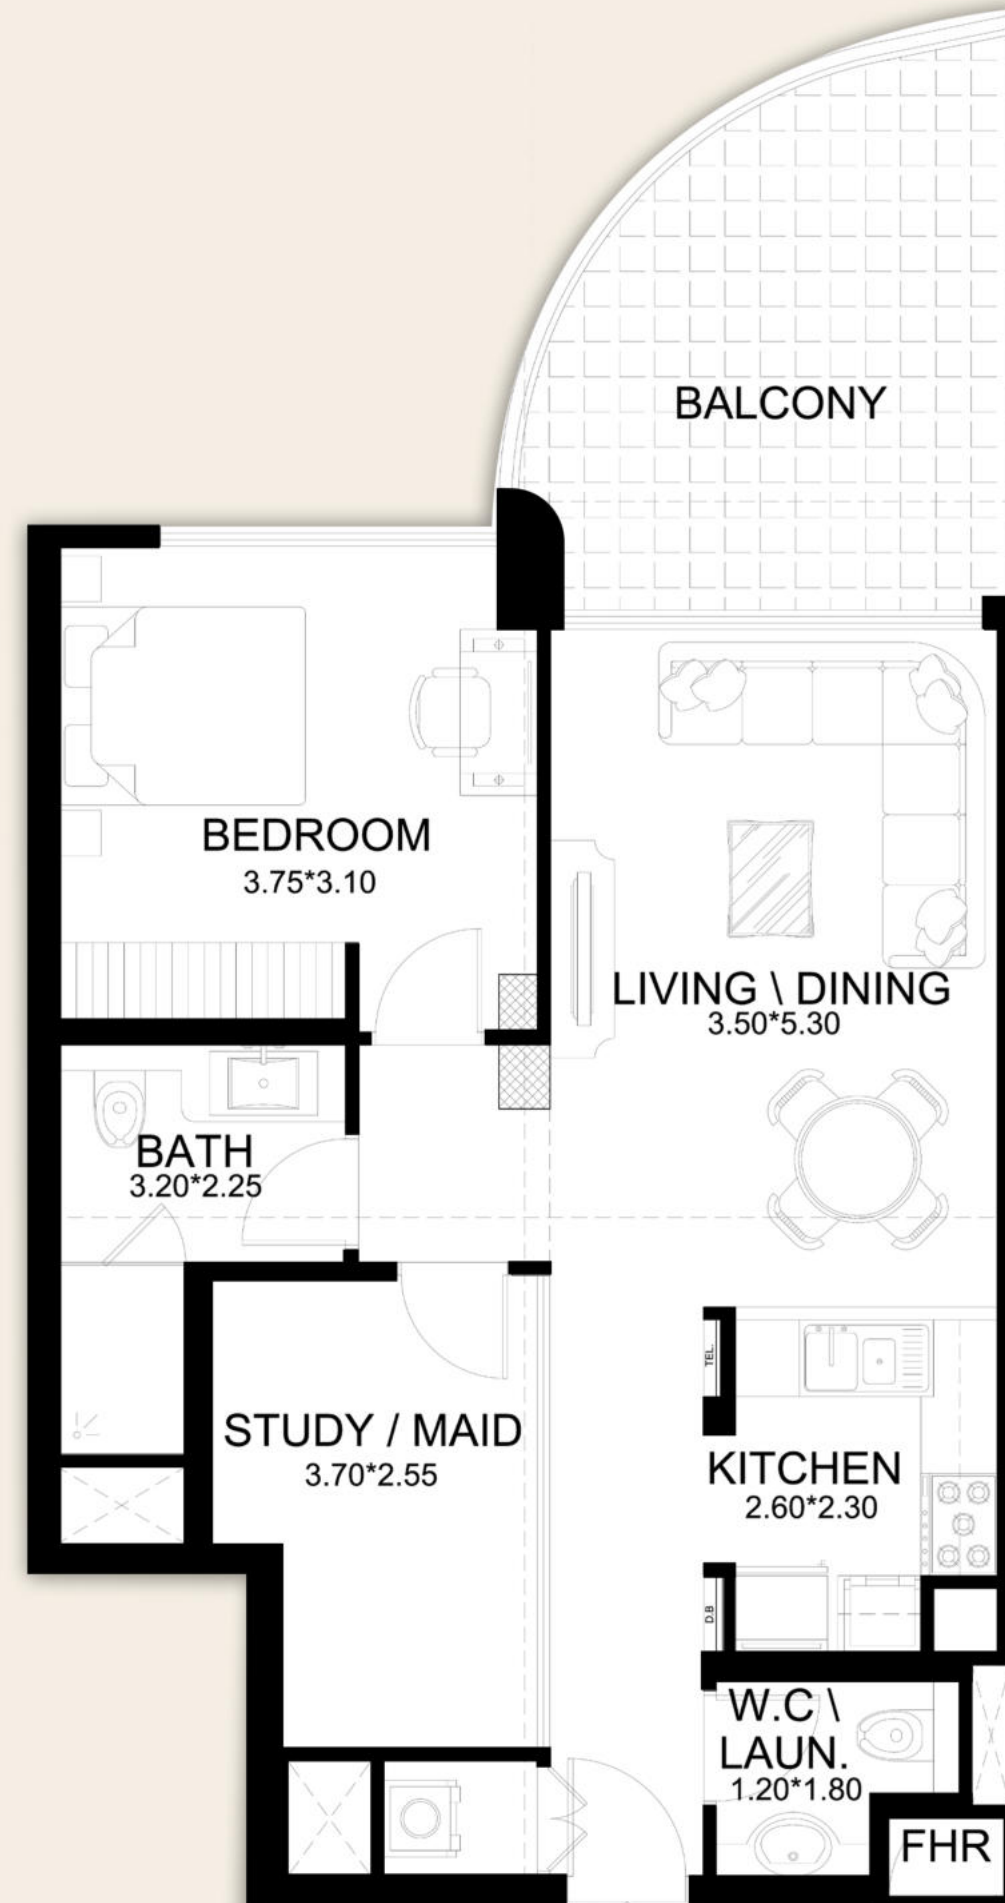 BALCONY
BEDROOM
3.75*3.10
LIVING \ DINING
3.50*5.30
BATH
3.20*2.25
TEL.
STUDY / MAID
3.70*2.55
KITCHEN
2.60*2.30
D.B
W.C \
LAUN.
1.20*1.80
FHR